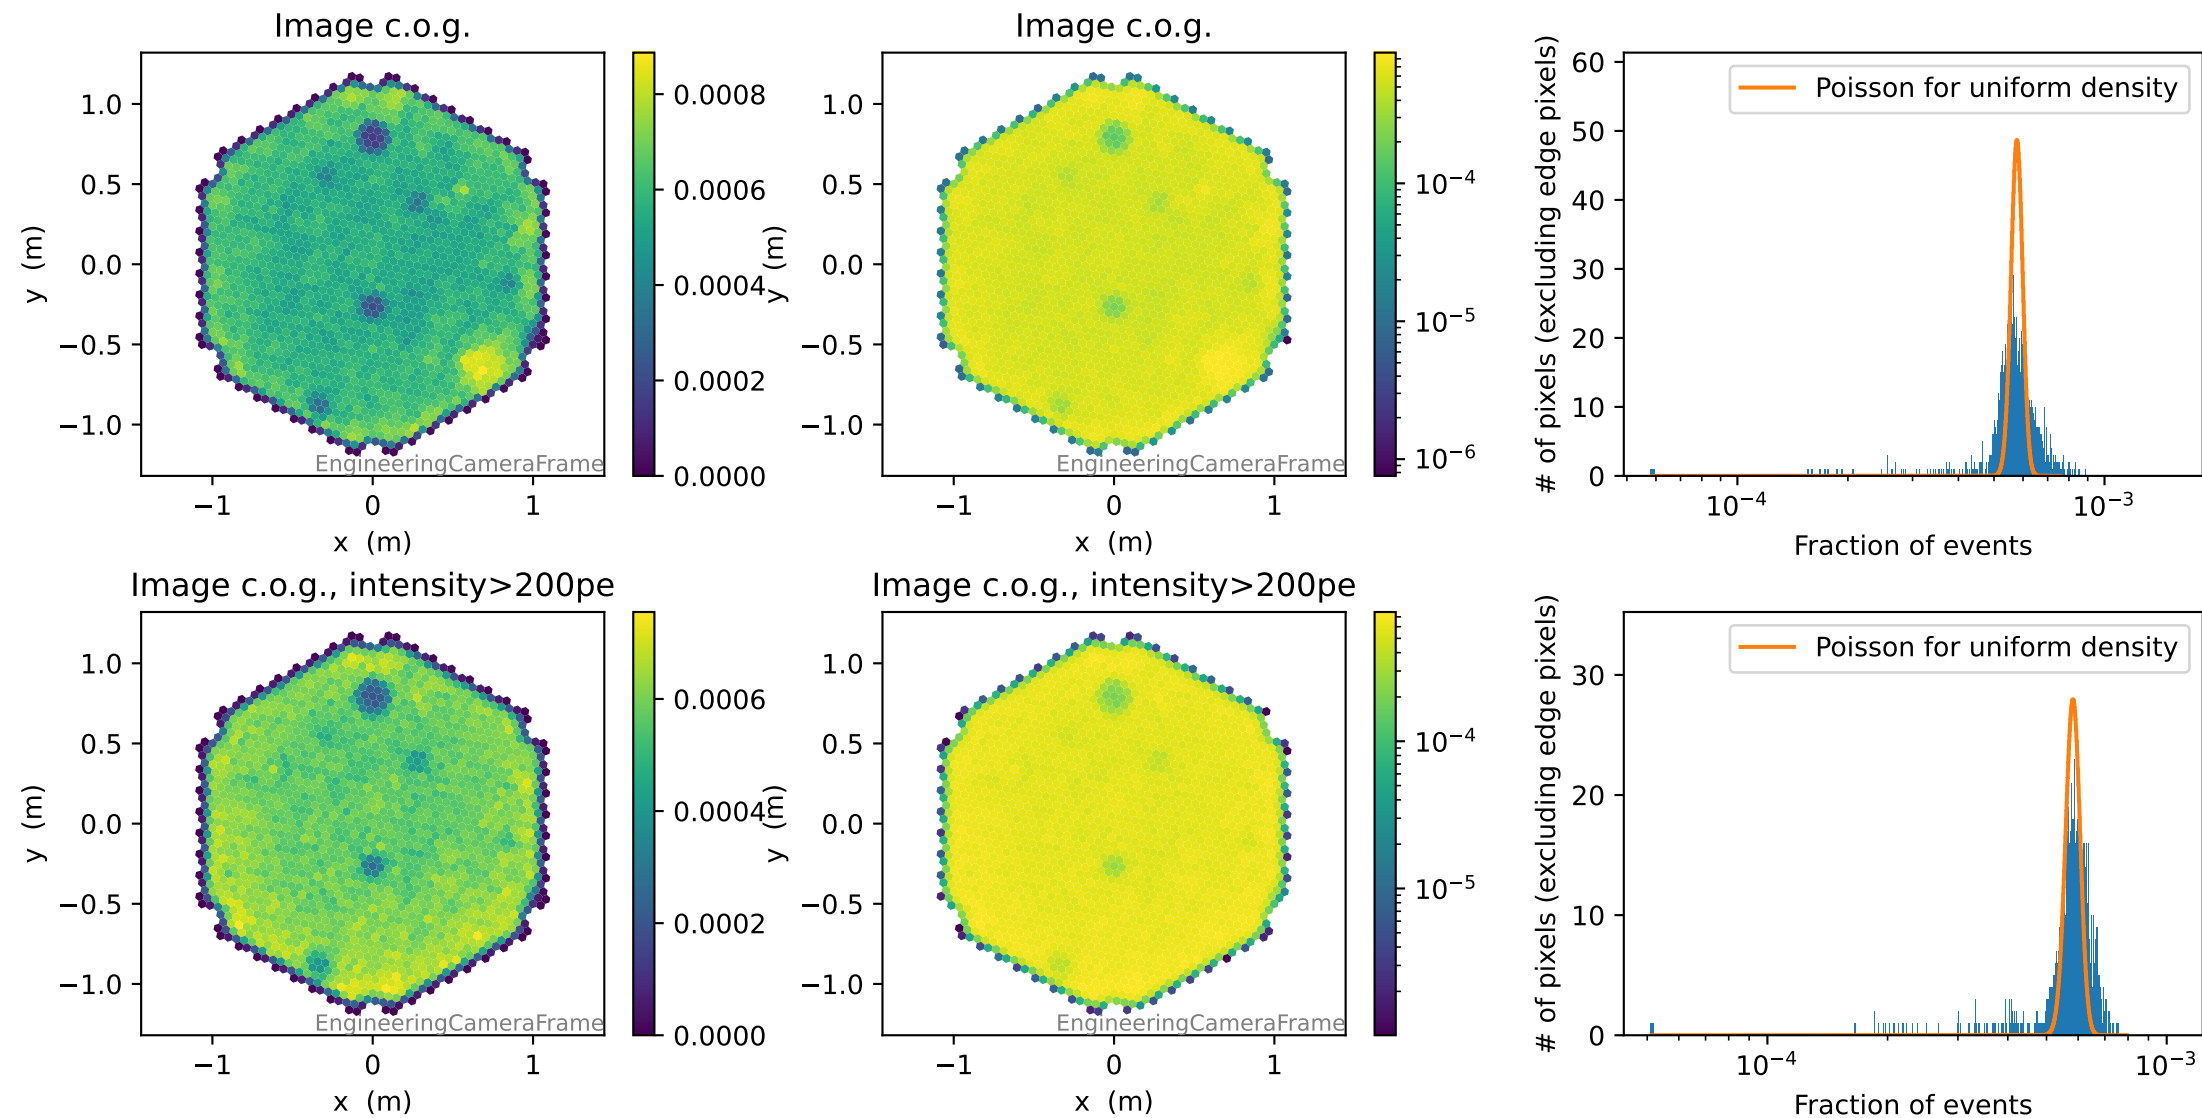 Image c.o.g.
1.0
0.5
0.0
−0.5
−1.0
y (m)
−1
0
1
x (m)
EngineeringCameraFrame
0.0008
0.0006
0.0004
0.0002
0.0000
Image c.o.g.
1.0
0.5
0.0
−0.5
−1.0
y (m)
−1
0
1
x (m)
EngineeringCameraFrame
10⁻⁴
10⁻⁵
10⁻⁶
# of pixels (excluding edge pixels)
60
50
40
30
20
10
0
Poisson for uniform density
10⁻⁴
10⁻³
Fraction of events
Image c.o.g., intensity>200pe
1.0
0.5
0.0
−0.5
−1.0
y (m)
−1
0
1
x (m)
EngineeringCameraFrame
0.0006
0.0004
0.0002
0.0000
Image c.o.g., intensity>200pe
1.0
0.5
0.0
−0.5
−1.0
y (m)
−1
0
1
x (m)
EngineeringCameraFrame
10⁻⁴
10⁻⁵
# of pixels (excluding edge pixels)
30
20
10
0
Poisson for uniform density
10⁻⁴
10⁻³
Fraction of events